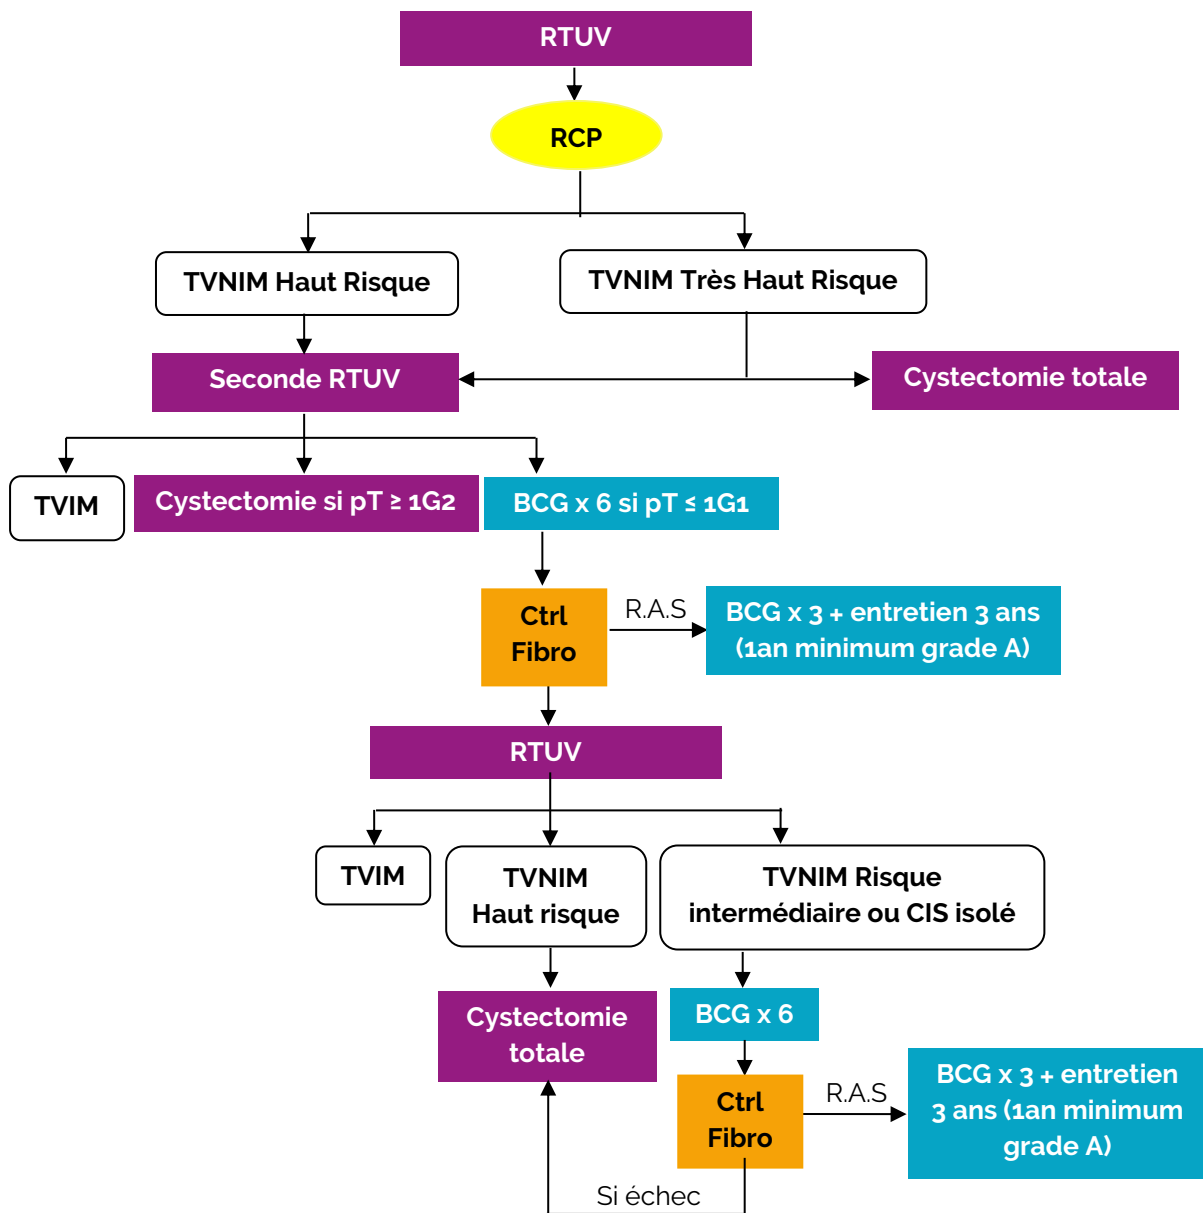 RTUV
RCP
TVNIM Haut Risque
TVNIM Très Haut Risque
Seconde RTUV
Cystectomie totale
TVIM
Cystectomie si pT ≥ 1G2
BCG x 6 si pT ≤ 1G1
Ctrl
Fibro
R.A.S
BCG x 3 + entretien 3 ans
(1an minimum grade A)
RTUV
TVIM
TVNIM
Haut risque
TVNIM Risque
intermédiaire ou CIS isolé
Cystectomie
totale
BCG x 6
Ctrl
Fibro
R.A.S
BCG x 3 + entretien
3 ans (1an minimum
grade A)
Si échec